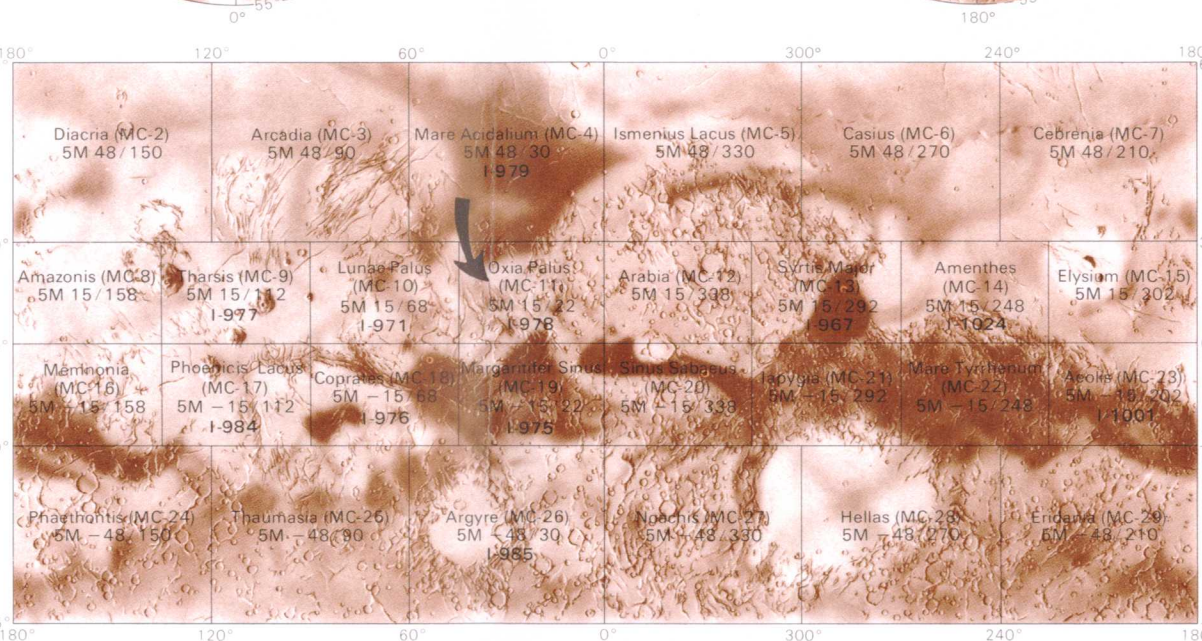 0° 55°
180°
180° 120° 60° 0° 300° 240° 180°
Diacria (MC-2)
5M 48/150
Arcadia (MC-3)
5M 48/90
Mare Acidalium (MC-4)
5M 48/30
I-979
Ismenius Lacus (MC-5)
5M 48/330
Casius (MC-6)
5M 48/270
Cebrenia (MC-7)
5M 48/210
Amazonis (MC-8)
5M 15/158
Tharsis (MC-9)
5M 15/112
I-977
Lunae Palus
(MC-10)
5M 15/68
I-971
Oxia Palus
(MC-11)
5M 15/22
I-978
Arabia (MC-12)
5M 15/338
Syrtis Major
(MC-13)
5M 15/292
I-967
Amenthes
(MC-14)
5M 15/248
I-1024
Elysium (MC-15)
5M 15/202
Memnonia
(MC-16)
5M −15/158
Phoenicis Lacus
(MC-17)
5M −15/112
I-984
Coprates (MC-18)
5M −15/68
I-976
Margaritifer Sinus
(MC-19)
5M −15/22
I-975
Sinus Sabaeus
(MC-20)
5M −15/338
Iapygia (MC-21)
5M −15/292
Mare Tyrrhenum
(MC-22)
5M −15/248
Aeolis (MC-23)
5M −15/202
I-1001
Phaethontis (MC-24)
5M −48/150
Thaumasia (MC-25)
5M −48/90
Argyre (MC-26)
5M −48/30
I-985
Noachis (MC-27)
5M −48/330
Hellas (MC-28)
5M −48/270
Eridania (MC-29)
5M −48/210
180° 120° 60° 0° 300° 240° 180